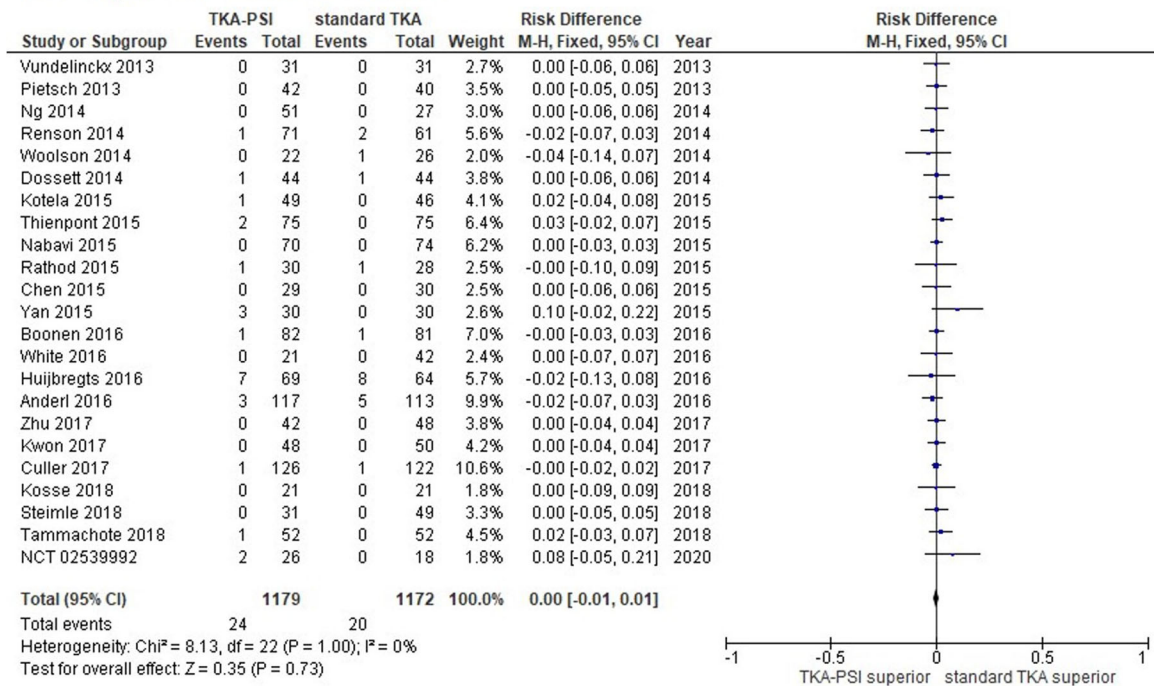 TKA-PSI standard TKA Risk Difference Risk Difference
Study or Subgroup Events Total Events Total Weight M-H, Fixed, 95% CI Year M-H, Fixed, 95% CI
Vundelinckx 2013 0 31 0 31 2.7% 0.00 [-0.06, 0.06] 2013
Pietsch 2013 0 42 0 40 3.5% 0.00 [-0.05, 0.05] 2013
Ng 2014 0 51 0 27 3.0% 0.00 [-0.06, 0.06] 2014
Renson 2014 1 71 2 61 5.6% -0.02 [-0.07, 0.03] 2014
Woolson 2014 0 22 1 26 2.0% -0.04 [-0.14, 0.07] 2014
Dossett 2014 1 44 1 44 3.8% 0.00 [-0.06, 0.06] 2014
Kotela 2015 1 49 0 46 4.1% 0.02 [-0.04, 0.08] 2015
Thienpont 2015 2 75 0 75 6.4% 0.03 [-0.02, 0.07] 2015
Nabavi 2015 0 70 0 74 6.2% 0.00 [-0.03, 0.03] 2015
Rathod 2015 1 30 1 28 2.5% -0.00 [-0.10, 0.09] 2015
Chen 2015 0 29 0 30 2.5% 0.00 [-0.06, 0.06] 2015
Yan 2015 3 30 0 30 2.6% 0.10 [-0.02, 0.22] 2015
Boonen 2016 1 82 1 81 7.0% -0.00 [-0.03, 0.03] 2016
White 2016 0 21 0 42 2.4% 0.00 [-0.07, 0.07] 2016
Huijbregts 2016 7 69 8 64 5.7% -0.02 [-0.13, 0.08] 2016
Anderl 2016 3 117 5 113 9.9% -0.02 [-0.07, 0.03] 2016
Zhu 2017 0 42 0 48 3.8% 0.00 [-0.04, 0.04] 2017
Kwon 2017 0 48 0 50 4.2% 0.00 [-0.04, 0.04] 2017
Culler 2017 1 126 1 122 10.6% -0.00 [-0.02, 0.02] 2017
Kosse 2018 0 21 0 21 1.8% 0.00 [-0.09, 0.09] 2018
Steimle 2018 0 31 0 49 3.3% 0.00 [-0.05, 0.05] 2018
Tammachote 2018 1 52 0 52 4.5% 0.02 [-0.03, 0.07] 2018
NCT 02539992 2 26 0 18 1.8% 0.08 [-0.05, 0.21] 2020
Total (95% CI) 1179 1172 100.0% 0.00 [-0.01, 0.01]
Total events 24 20
Heterogeneity: Chi² = 8.13, df = 22 (P = 1.00); I² = 0%
Test for overall effect: Z = 0.35 (P = 0.73)
-1 -0.5 0 0.5 1
TKA-PSI superior standard TKA superior